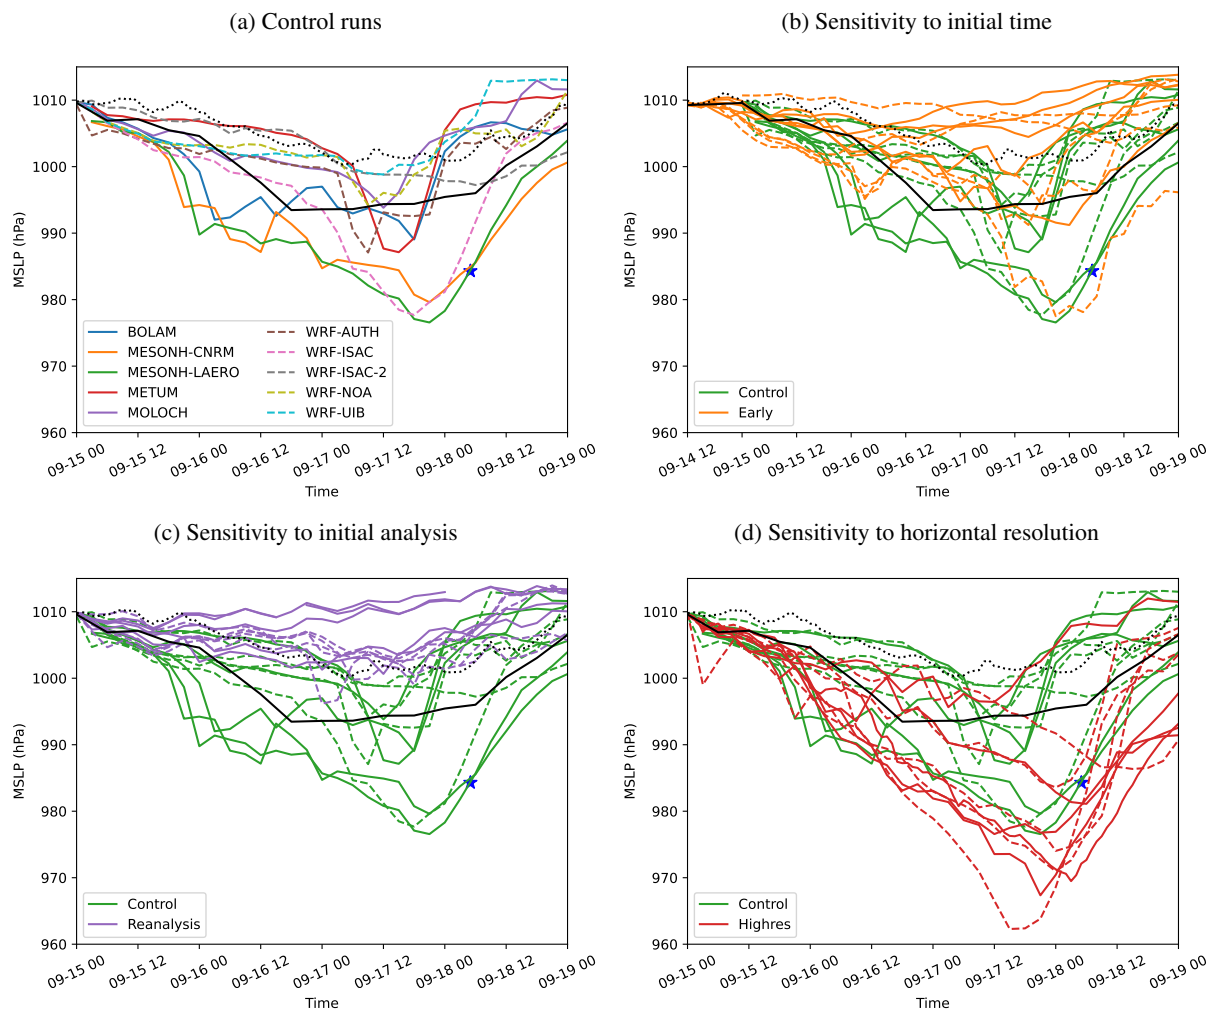 (a) Control runs
MSLP (hPa)
1010
1000
990
980
970
960
BOLAM
MESONH-CNRM
MESONH-LAERO
METUM
MOLOCH
WRF-AUTH
WRF-ISAC
WRF-ISAC-2
WRF-NOA
WRF-UIB
09-15 00
09-15 12
09-16 00
09-16 12
09-17 00
09-17 12
09-18 00
09-18 12
09-19 00
Time
(b) Sensitivity to initial time
MSLP (hPa)
1010
1000
990
980
970
960
Control
Early
09-14 12
09-15 00
09-15 12
09-16 00
09-16 12
09-17 00
09-17 12
09-18 00
09-18 12
09-19 00
Time
(c) Sensitivity to initial analysis
MSLP (hPa)
1010
1000
990
980
970
960
Control
Reanalysis
09-15 00
09-15 12
09-16 00
09-16 12
09-17 00
09-17 12
09-18 00
09-18 12
09-19 00
Time
(d) Sensitivity to horizontal resolution
MSLP (hPa)
1010
1000
990
980
970
960
Control
Highres
09-15 00
09-15 12
09-16 00
09-16 12
09-17 00
09-17 12
09-18 00
09-18 12
09-19 00
Time